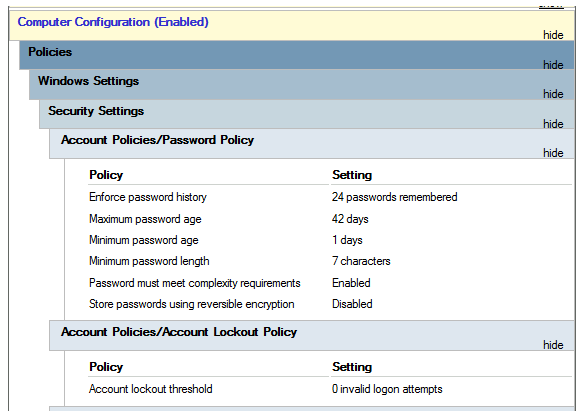 Computer Configuration (Enabled)
hide
Policies
hide
Windows Settings
hide
Security Settings
hide
Account Policies/Password Policy
hide
Policy Setting
Enforce password history 24 passwords remembered
Maximum password age 42 days
Minimum password age 1 days
Minimum password length 7 characters
Password must meet complexity requirements Enabled
Store passwords using reversible encryption Disabled
Account Policies/Account Lockout Policy
hide
Policy Setting
Account lockout threshold 0 invalid logon attempts